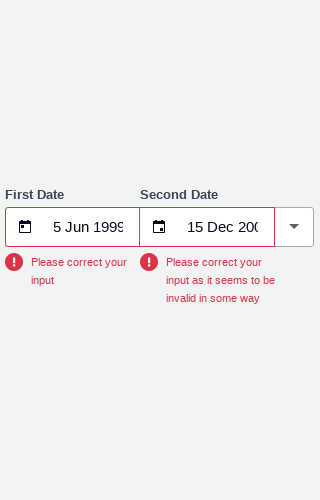 First Date Second Date
5 Jun 1999 15 Dec 200
Please correct your
input
Please correct your
input as it seems to be
invalid in some way